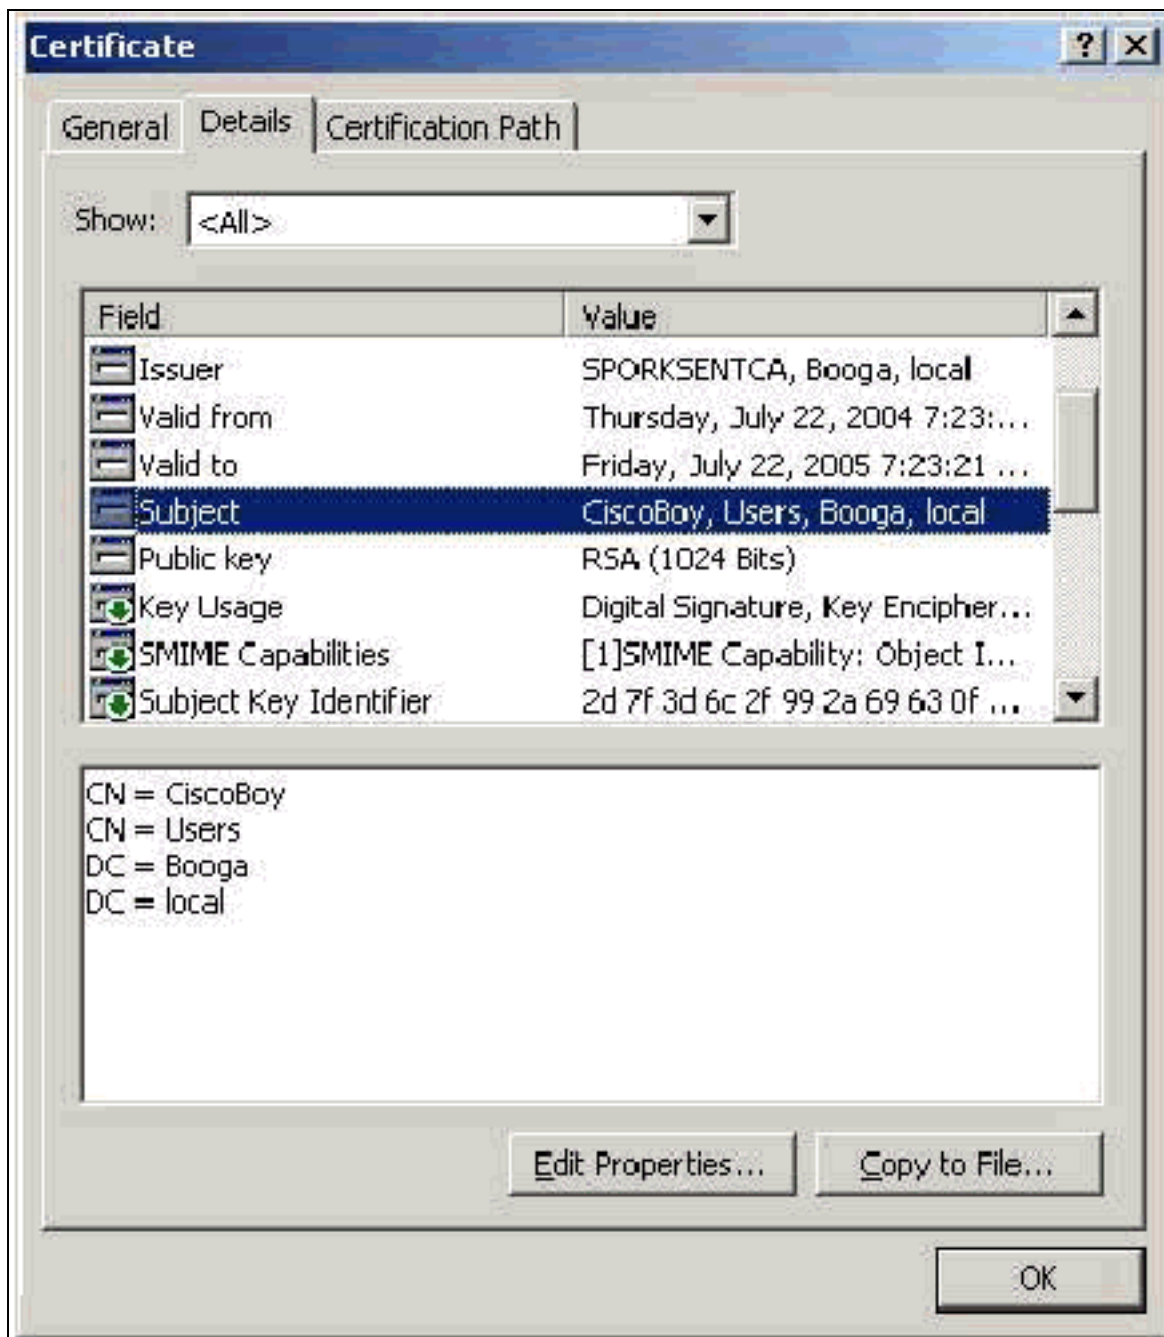 Certificate
General Details Certification Path
Show: <All>
Field Value
Issuer SPORKSENTCA, Booga, local
Valid from Thursday, July 22, 2004 7:23:...
Valid to Friday, July 22, 2005 7:23:21 ...
Subject CiscoBoy, Users, Booga, local
Public key RSA (1024 Bits)
Key Usage Digital Signature, Key Encipher...
SMIME Capabilities [1]SMIME Capability: Object I...
Subject Key Identifier 2d 7f 3d 6c 2f 99 2a 69 63 0f ...
CN = CiscoBoy
CN = Users
DC = Booga
DC = local
Edit Properties... Copy to File...
OK